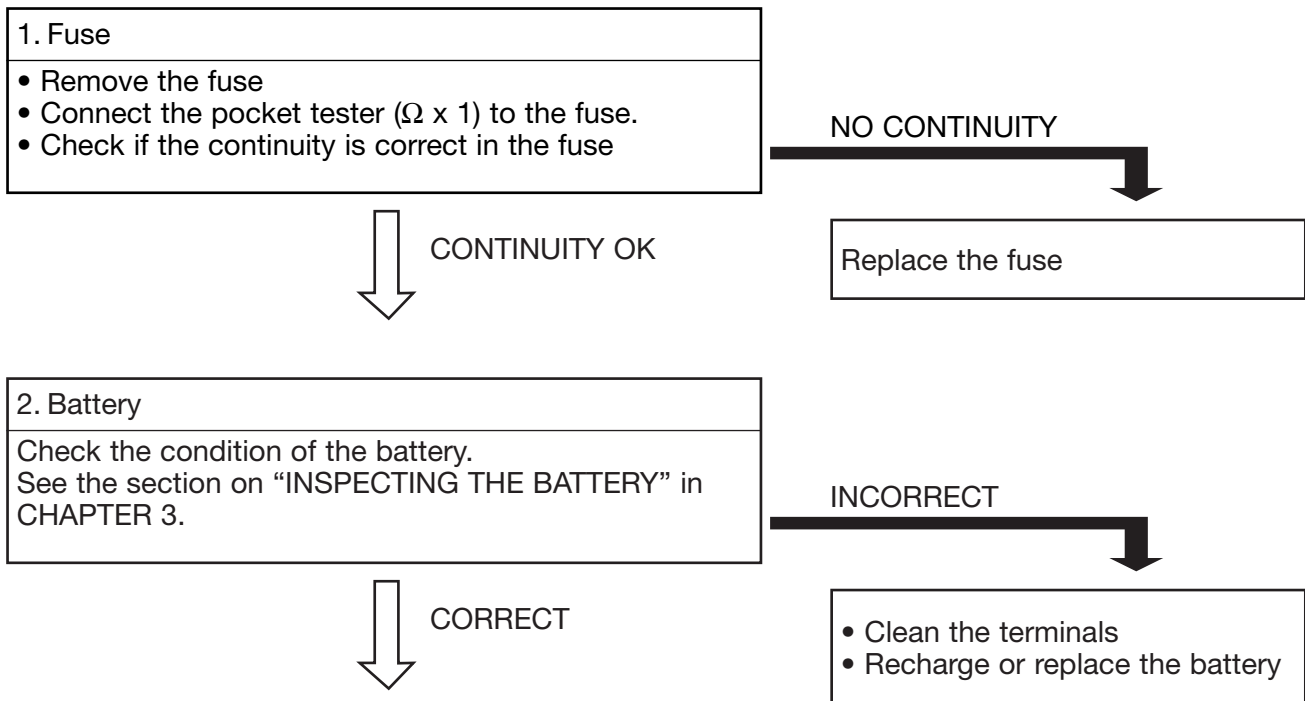 1. Fuse
• Remove the fuse
• Connect the pocket tester (Ω x 1) to the fuse.
• Check if the continuity is correct in the fuse
NO CONTINUITY
Replace the fuse
CONTINUITY OK
2. Battery
Check the condition of the battery.
See the section on “INSPECTING THE BATTERY” in
CHAPTER 3.
INCORRECT
• Clean the terminals
• Recharge or replace the battery
CORRECT